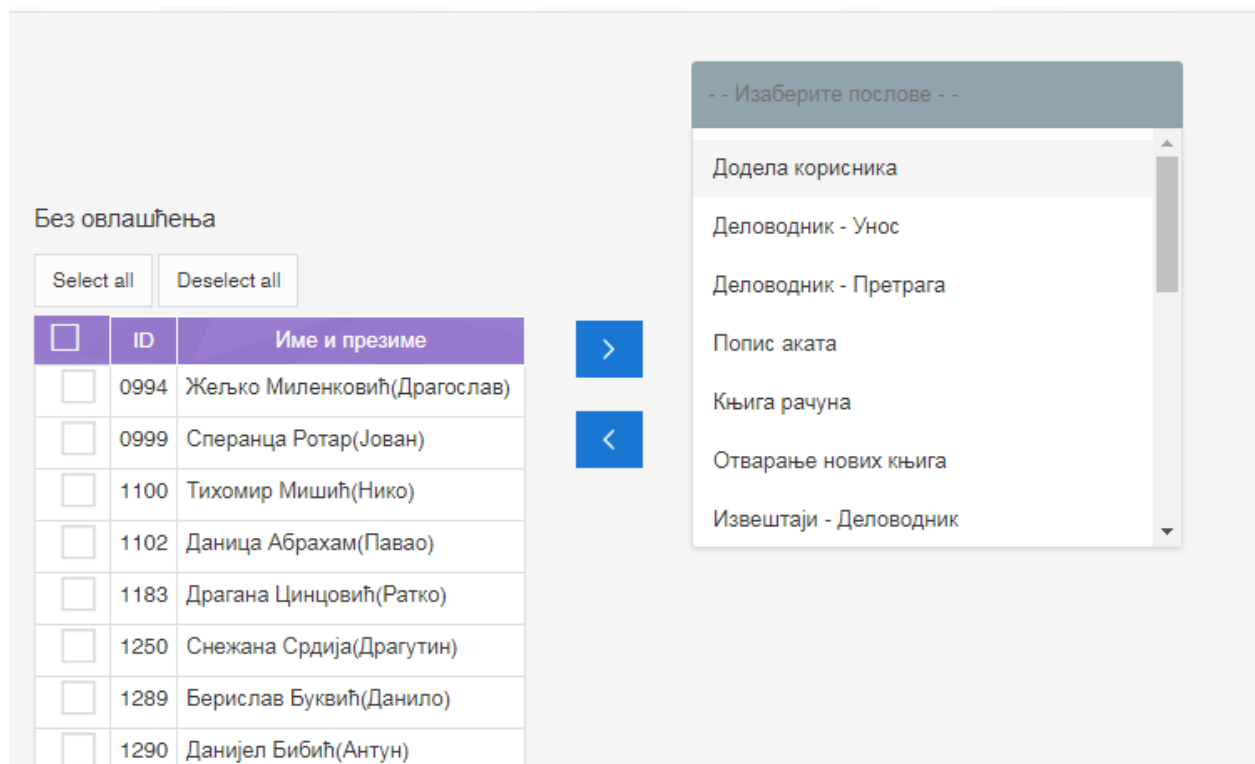 - - Изаберите послове - -
Додела корисника
Деловодник - Унос
Деловодник - Претрага
Попис аката
Књига рачуна
Отварање нових књига
Извештаји - Деловодник
Без овлашћења
Select all Deselect all
ID Име и презиме
0994 Жељко Миленковић(Драгослав)
0999 Сперанца Ротар(Јован)
1100 Тихомир Мишић(Нико)
1102 Даница Абрахам(Павао)
1183 Драгана Цинцовић(Ратко)
1250 Снежана Срдија(Драгутин)
1289 Берислав Буквић(Данило)
1290 Данијел Бибић(Антун)